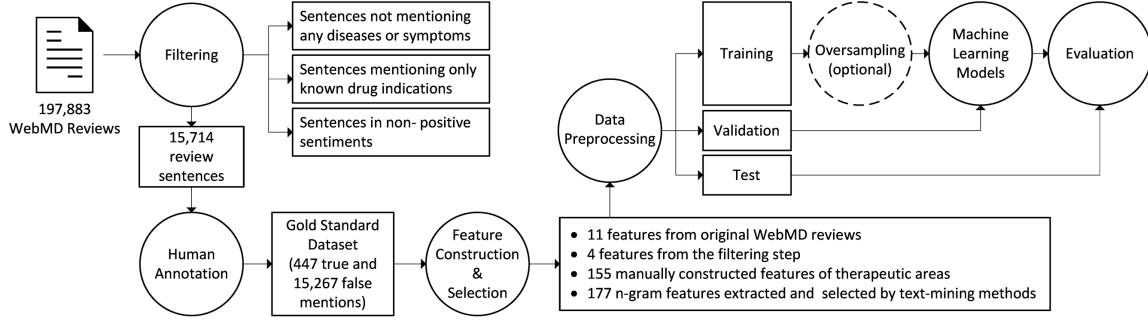 197,883
WebMD Reviews
Filtering
Sentences not mentioning
any diseases or symptoms
Sentences mentioning only
known drug indications
Sentences in non- positive
sentiments
15,714
review
sentences
Human
Annotation
Gold Standard
Dataset
(447 true and
15,267 false
mentions)
Feature
Construction
&
Selection
• 11 features from original WebMD reviews
• 4 features from the filtering step
• 155 manually constructed features of therapeutic areas
• 177 n-gram features extracted and selected by text-mining methods
Data
Preprocessing
Training
Validation
Test
Oversampling
(optional)
Machine
Learning
Models
Evaluation